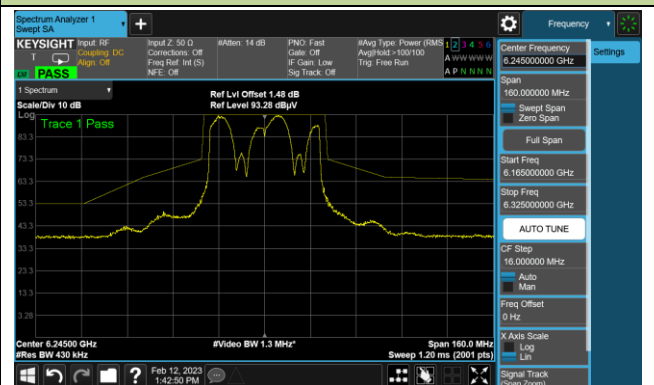 Spectrum Analyzer 1
Swept SA
Frequency
KEYSIGHT
Input: RF
Coupling: DC
Align: Off
Input Z: 50 Ω
Corrections: Off
Freq Ref: Int (S)
NFE: Off
#Atten: 14 dB
PNO: Fast
Gate: Off
IF Gain: Low
Sig Track: Off
#Avg Type: Power (RMS
Avg|Hold:>100/100
Trig: Free Run
1 2 3 4 5 6
A W W W W W
A P N N N N
T
LXI
PASS
1 Spectrum
Scale/Div 10 dB
Ref Lvl Offset 1.48 dB
Ref Level 93.28 dBµV
Log
Trace 1 Pass
83.3
73.3
63.3
53.3
43.3
33.3
23.3
13.3
3.28
Center 6.24500 GHz
#Res BW 430 kHz
#Video BW 1.3 MHz*
Span 160.0 MHz
Sweep 1.20 ms (2001 pts)
Center Frequency
6.245000000 GHz
Settings
Span
160.000000 MHz
Swept Span
Zero Span
Full Span
Start Freq
6.165000000 GHz
Stop Freq
6.325000000 GHz
AUTO TUNE
CF Step
16.000000 MHz
Auto
Man
Freq Offset
0 Hz
X Axis Scale
Log
Lin
Signal Track
(Span Zoom)
Feb 12, 2023
1:42:50 PM